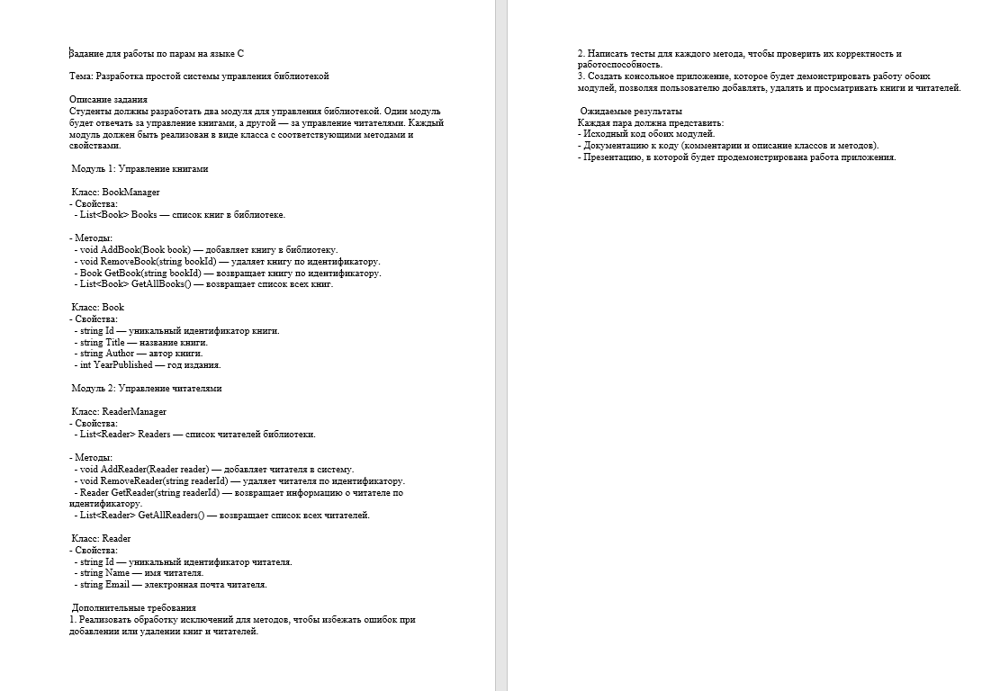 Задание для работы по парам на языке C
Тема: Разработка простой системы управления библиотекой
Описание задания
Студенты должны разработать два модуля для управления библиотекой. Один модуль
будет отвечать за управление книгами, а другой — за управление читателями. Каждый
модуль должен быть реализован в виде класса с соответствующими методами и
свойствами.
Модуль 1: Управление книгами
Класс: BookManager
- Свойства:
- List<Book> Books — список книг в библиотеке.
- Методы:
- void AddBook(Book book) — добавляет книгу в библиотеку.
- void RemoveBook(string bookId) — удаляет книгу по идентификатору.
- Book GetBook(string bookId) — возвращает книгу по идентификатору.
- List<Book> GetAllBooks() — возвращает список всех книг.
Класс: Book
- Свойства:
- string Id — уникальный идентификатор книги.
- string Title — название книги.
- string Author — автор книги.
- int YearPublished — год издания.
Модуль 2: Управление читателями
Класс: ReaderManager
- Свойства:
- List<Reader> Readers — список читателей библиотеки.
- Методы:
- void AddReader(Reader reader) — добавляет читателя в систему.
- void RemoveReader(string readerId) — удаляет читателя по идентификатору.
- Reader GetReader(string readerId) — возвращает информацию о читателе по
идентификатору.
- List<Reader> GetAllReaders() — возвращает список всех читателей.
Класс: Reader
- Свойства:
- string Id — уникальный идентификатор читателя.
- string Name — имя читателя.
- string Email — электронная почта читателя.
Дополнительные требования
1. Реализовать обработку исключений для методов, чтобы избежать ошибок при
добавлении или удалении книг и читателей.
2. Написать тесты для каждого метода, чтобы проверить их корректность и
работоспособность.
3. Создать консольное приложение, которое будет демонстрировать работу обоих
модулей, позволяя пользователю добавлять, удалять и просматривать книги и читателей.
Ожидаемые результаты
Каждая пара должна представить:
- Исходный код обоих модулей.
- Документацию к коду (комментарии и описание классов и методов).
- Презентацию, в которой будет продемонстрирована работа приложения.